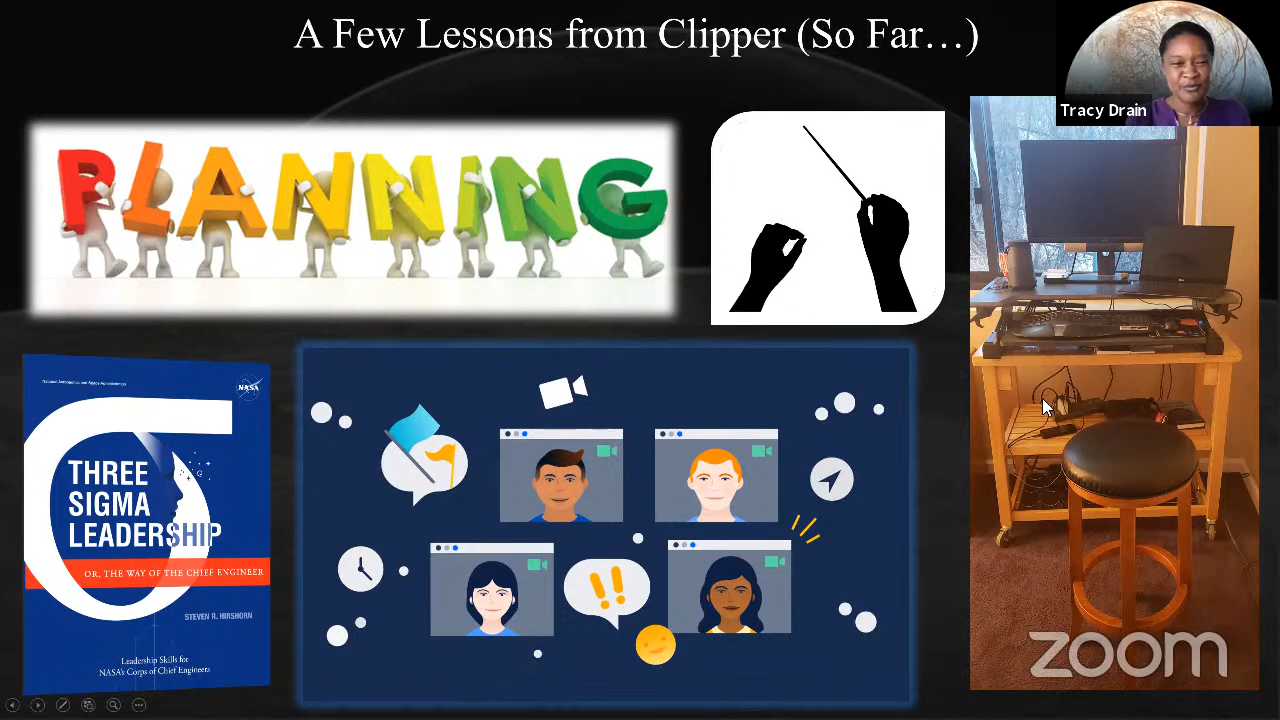 A Few Lessons from Clipper (So Far…)
Tracy Drain
PLANNING
National Aeronautics and Space Administration
NASA
THREE
SIGMA
LEADERSHIP
OR, THE WAY OF THE CHIEF ENGINEER
STEVEN R. HIRSHORN
Leadership Skills for
NASA's Corps of Chief Engineers
zoom